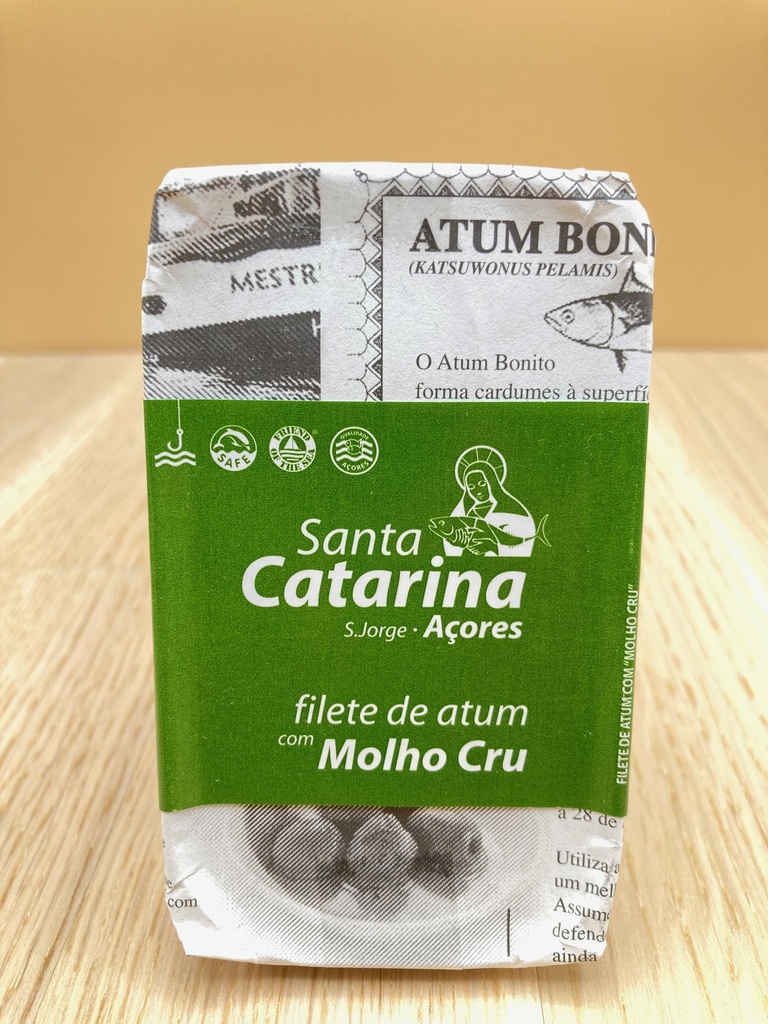 MESTR
ATUM BONI
(KATSUWONUS PELAMIS)
O Atum Bonito
forma cardumes à superfí
SAFE
FRIEND
OF THE SEA
QUALIDADE
AÇORES
Santa
Catarina
S.Jorge · Açores
filete de atum
com Molho Cru
FILETE DE ATUM COM "MOLHO CRU"
a 28 de
Utiliza a
um mel
Assum
defend
ainda
com